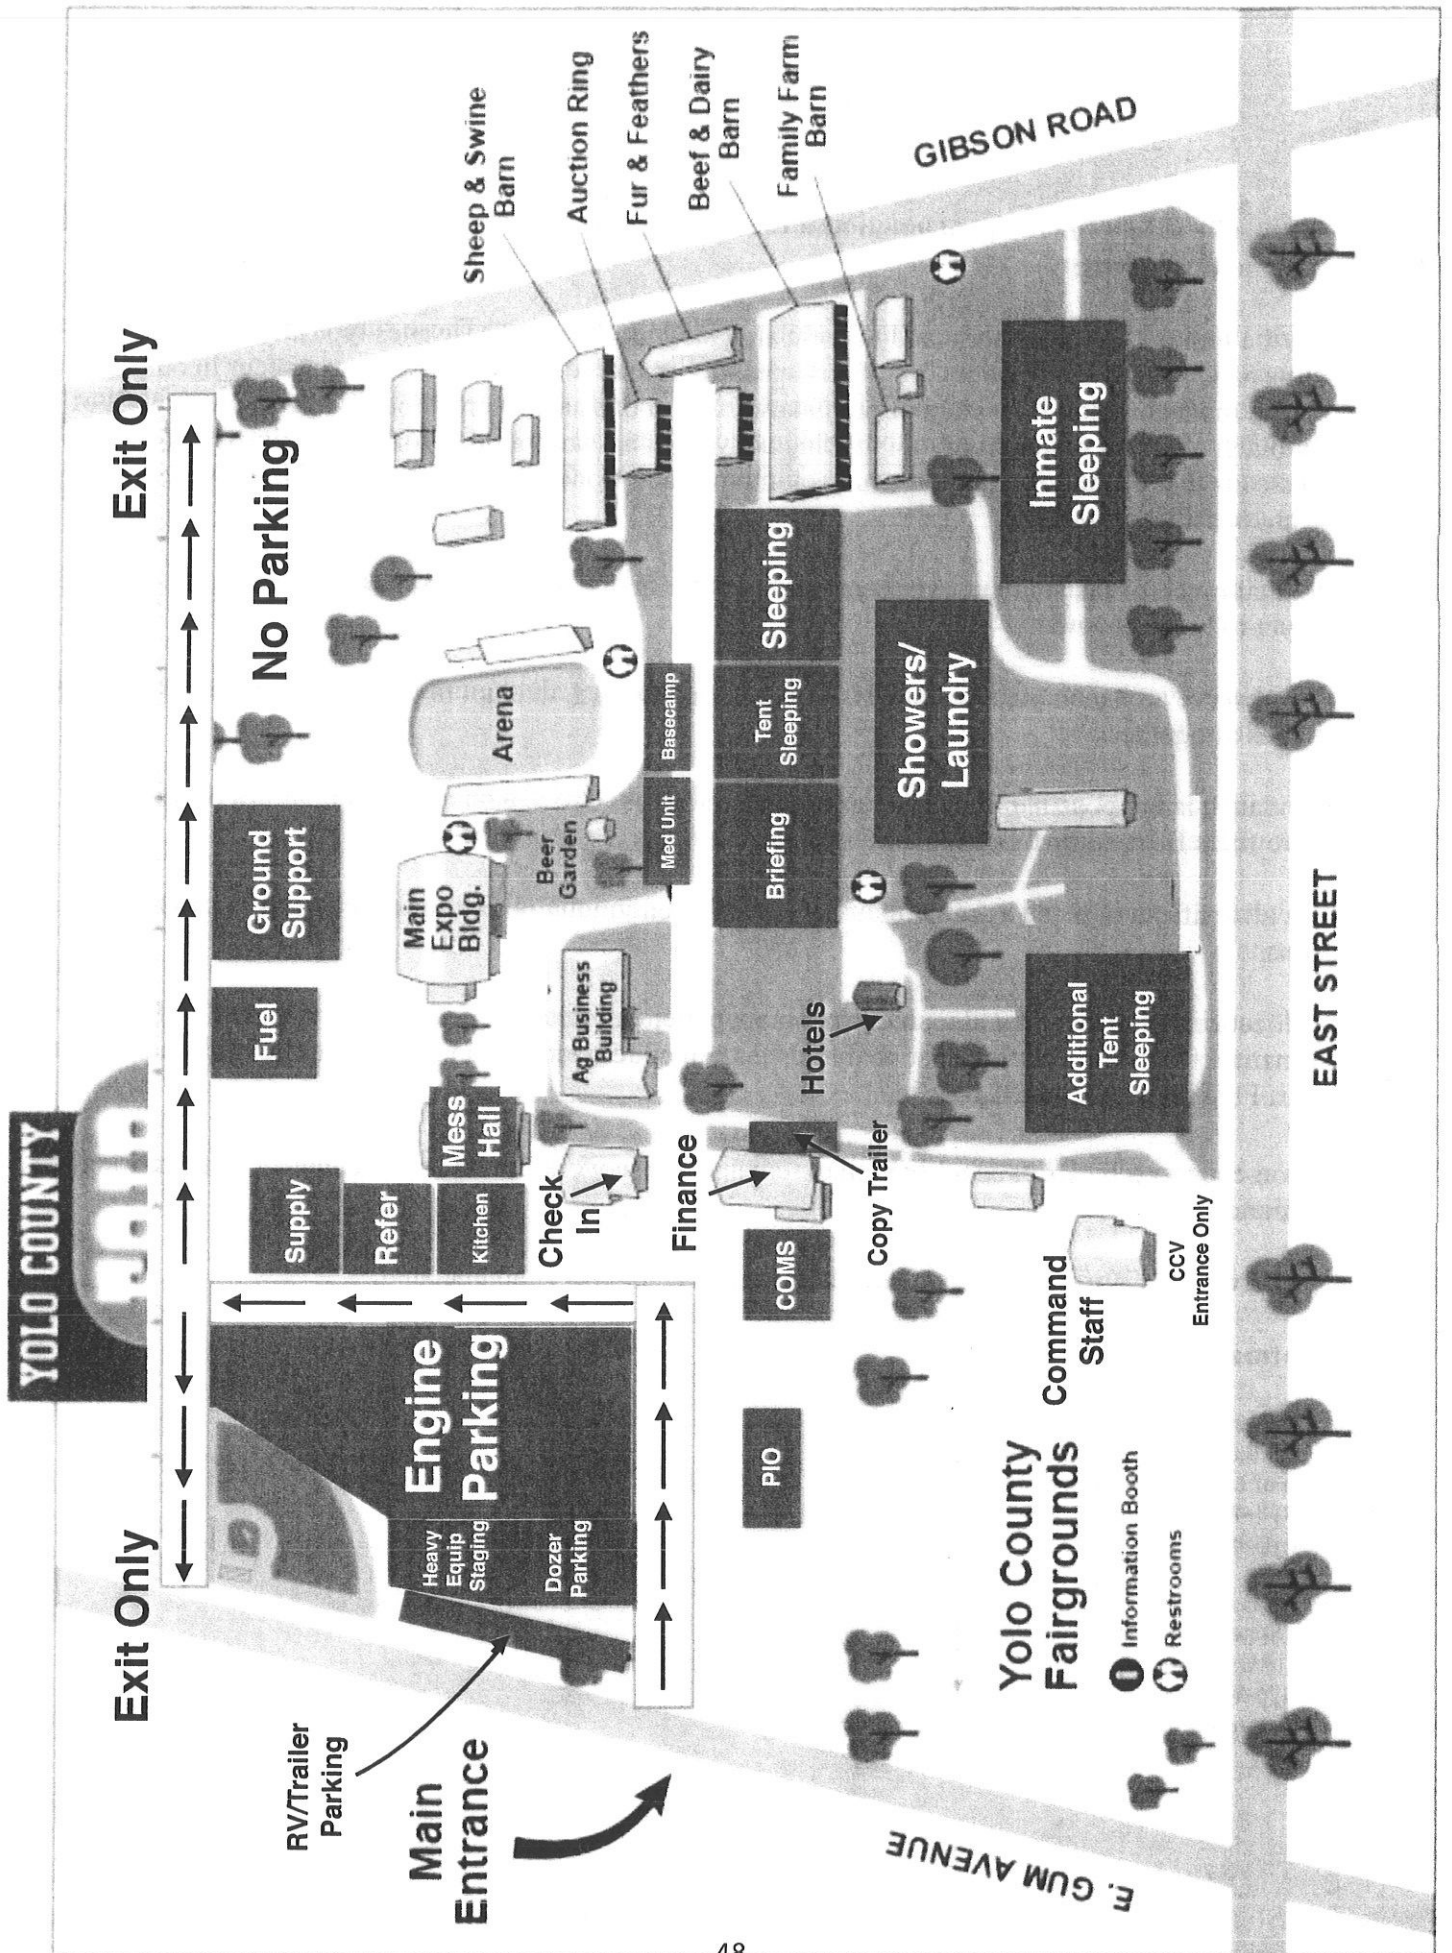 YOLO COUNTY
FAIR
Exit Only
Exit Only
No Parking
RV/Trailer
Parking
Main
Entrance
Engine
Parking
Heavy
Equip
Staging
Dozer
Parking
Supply
Refer
Kitchen
Mess
Hall
Fuel
Ground
Support
Main
Expo
Bldg.
Beer
Garden
Arena
Ag Business
Building
Check
In
Finance
Copy Trailer
COMS
PIO
Med Unit
Basecamp
Briefing
Tent
Sleeping
Sleeping
Hotels
Showers/
Laundry
Inmate
Sleeping
Additional
Tent
Sleeping
Sheep & Swine
Barn
Auction Ring
Fur & Feathers
Beef & Dairy
Barn
Family Farm
Barn
GIBSON ROAD
Command
Staff
CCV
Entrance Only
Yolo County
Fairgrounds
Information Booth
Restrooms
EAST STREET
E. GUM AVENUE
48